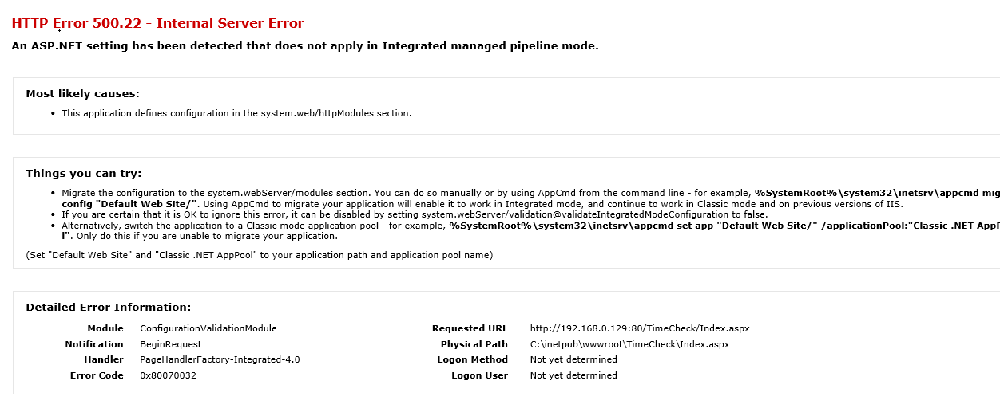 HTTP Error 500.22 - Internal Server Error
An ASP.NET setting has been detected that does not apply in Integrated managed pipeline mode.
Most likely causes:
• This application defines configuration in the system.web/httpModules section.
Things you can try:
• Migrate the configuration to the system.webServer/modules section. You can do so manually or by using AppCmd from the command line - for example, %SystemRoot%\system32\inetsrv\appcmd mig
config "Default Web Site/". Using AppCmd to migrate your application will enable it to work in Integrated mode, and continue to work in Classic mode and on previous versions of IIS.
• If you are certain that it is OK to ignore this error, it can be disabled by setting system.webServer/validation@validateIntegratedModeConfiguration to false.
• Alternatively, switch the application to a Classic mode application pool - for example, %SystemRoot%\system32\inetsrv\appcmd set app "Default Web Site/" /applicationPool:"Classic .NET AppP
l". Only do this if you are unable to migrate your application.
(Set "Default Web Site" and "Classic .NET AppPool" to your application path and application pool name)
Detailed Error Information:
Module ConfigurationValidationModule Requested URL http://192.168.0.129:80/TimeCheck/Index.aspx
Notification BeginRequest Physical Path C:\inetpub\wwwroot\TimeCheck\Index.aspx
Handler PageHandlerFactory-Integrated-4.0 Logon Method Not yet determined
Error Code 0x80070032 Logon User Not yet determined